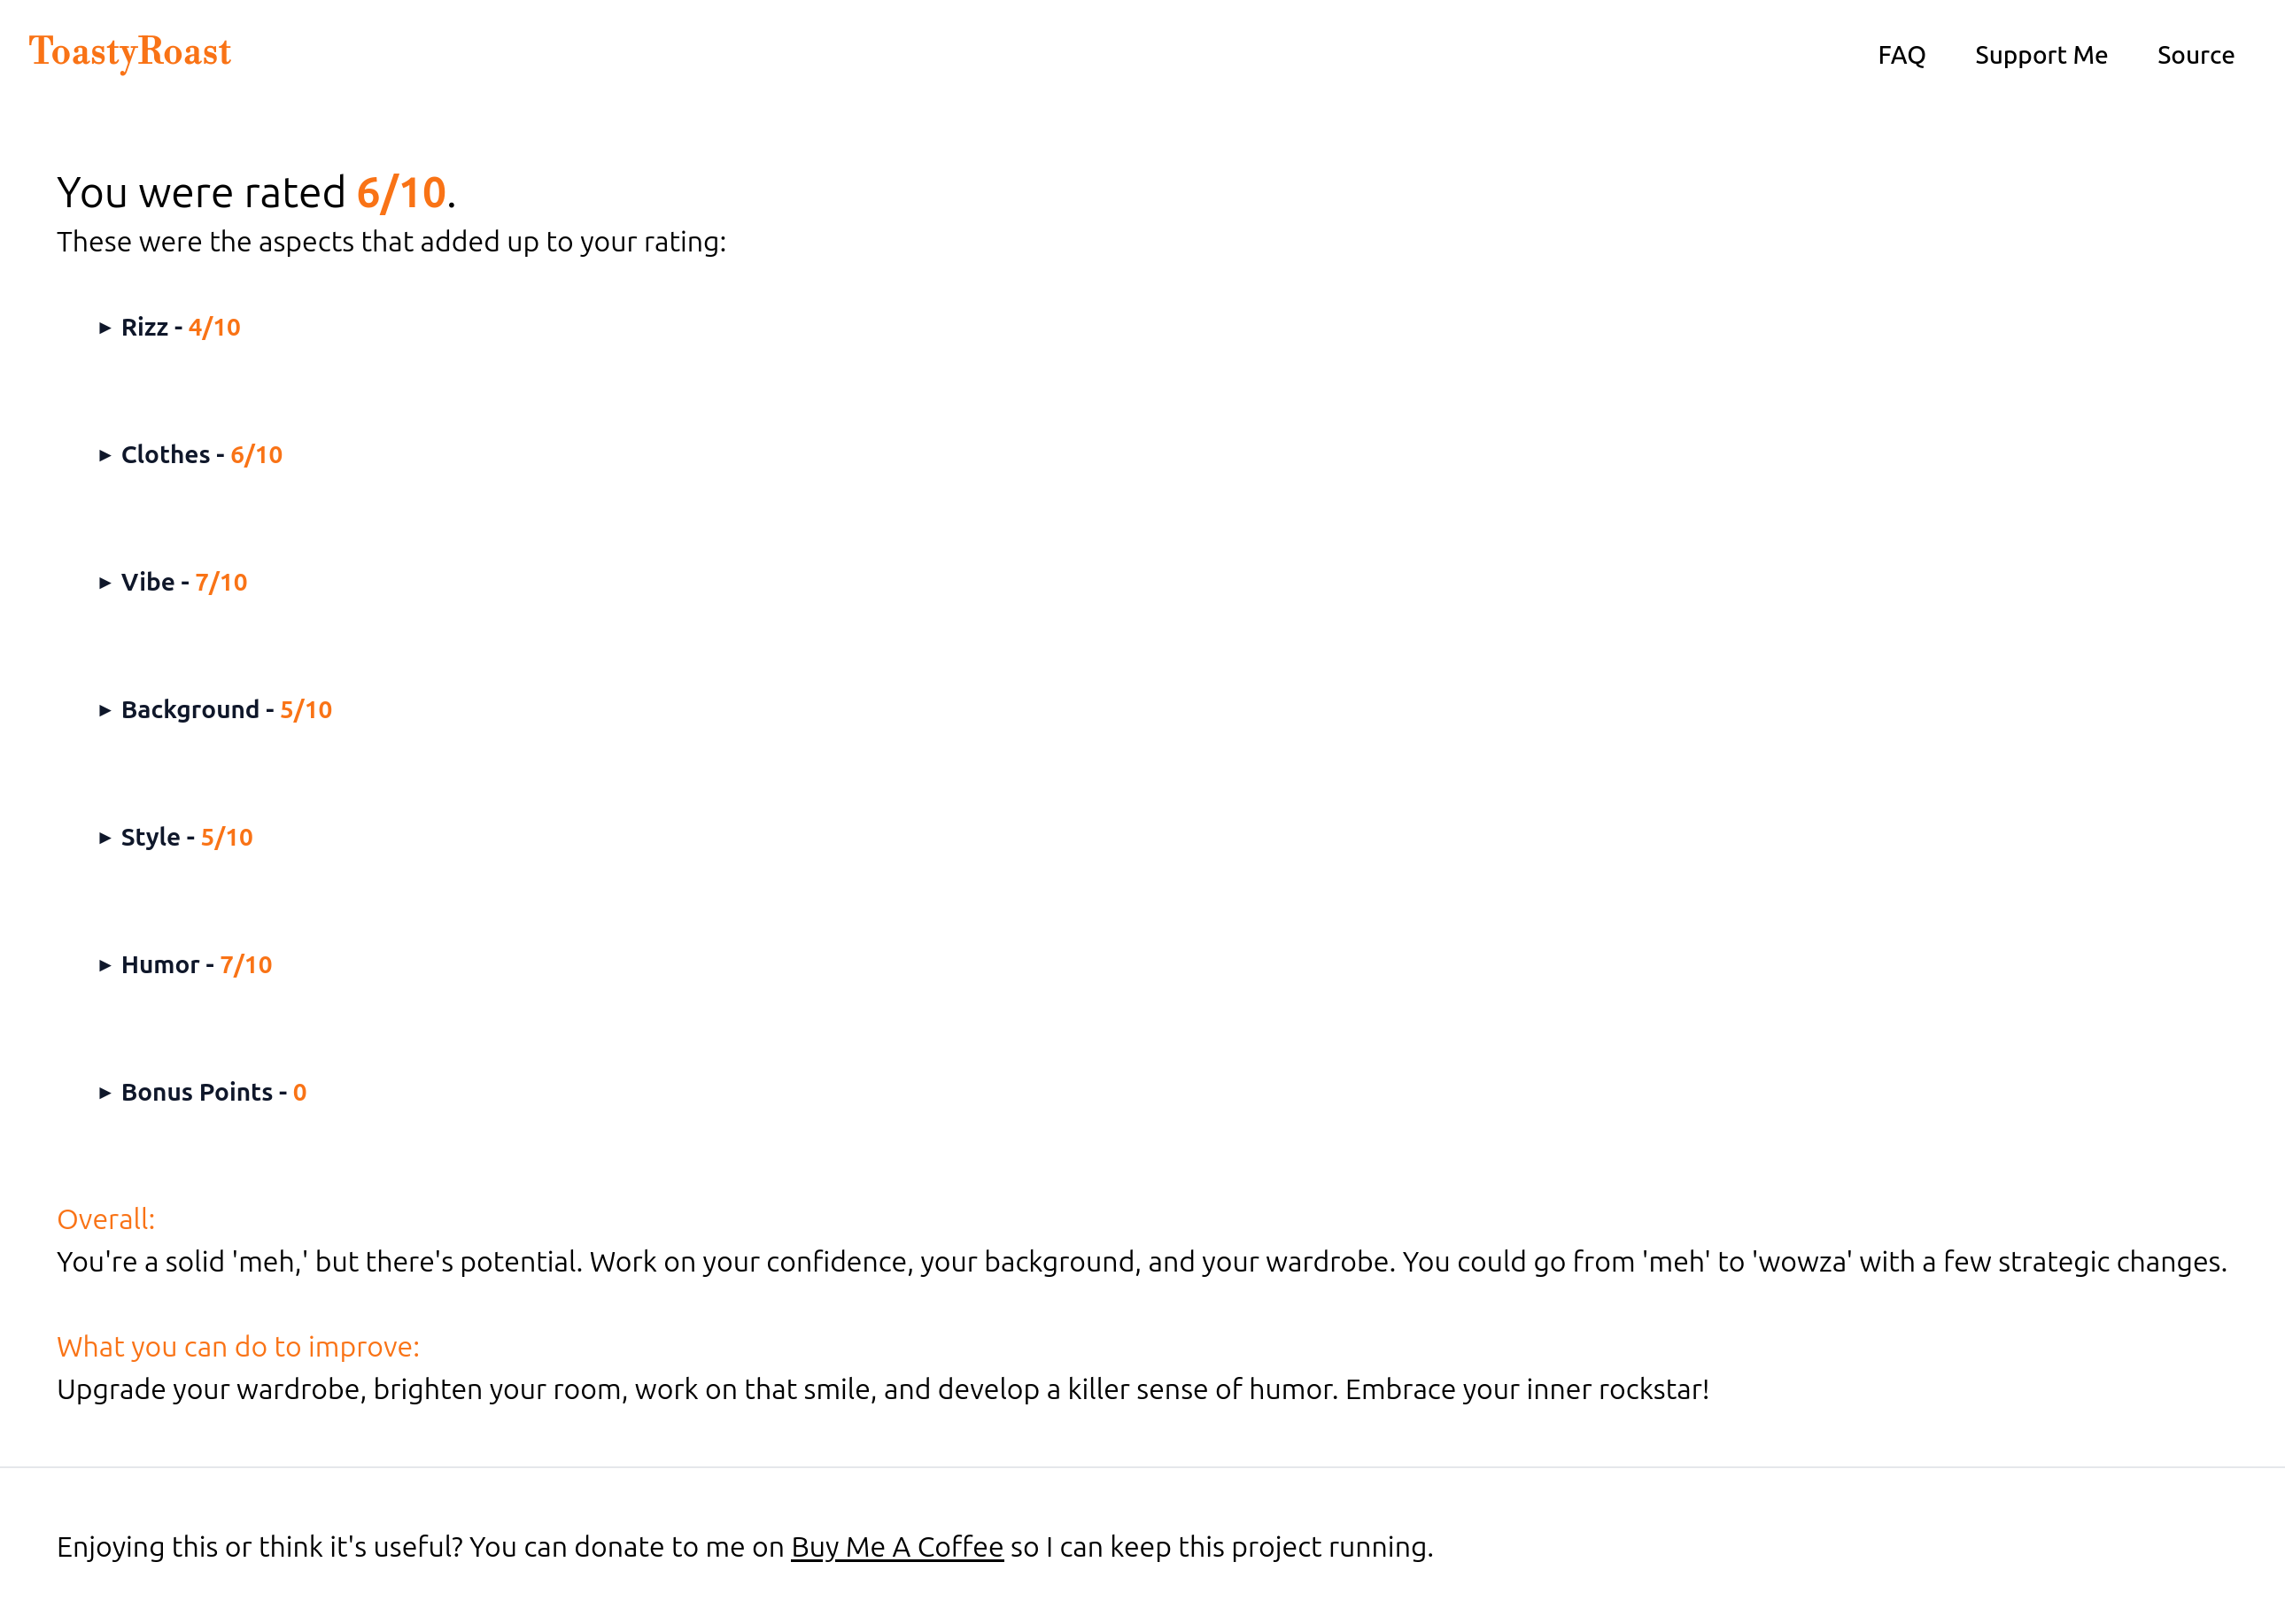 ToastyRoast
FAQ Support Me Source
You were rated 6/10.
These were the aspects that added up to your rating:
▸ Rizz - 4/10
▸ Clothes - 6/10
▸ Vibe - 7/10
▸ Background - 5/10
▸ Style - 5/10
▸ Humor - 7/10
▸ Bonus Points - 0
Overall:
You're a solid 'meh,' but there's potential. Work on your confidence, your background, and your wardrobe. You could go from 'meh' to 'wowza' with a few strategic changes.
What you can do to improve:
Upgrade your wardrobe, brighten your room, work on that smile, and develop a killer sense of humor. Embrace your inner rockstar!
Enjoying this or think it's useful? You can donate to me on Buy Me A Coffee so I can keep this project running.